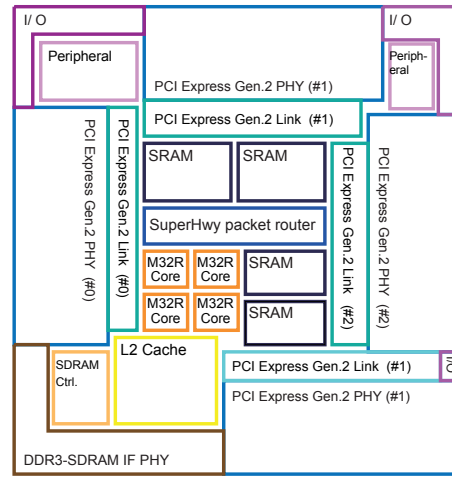 I/ O
I/ O
Peripheral
Periph-
eral
PCI Express Gen.2 PHY (#1)
PCI Express Gen.2 Link  (#1)
PCI Express Gen.2 PHY  (#0)
PCI Express Gen.2 Link  (#0)
SRAM
SRAM
PCI Express Gen.2 Link  (#2)
PCI Express Gen.2 PHY  (#2)
SuperHwy packet router
M32R
Core
M32R
Core
SRAM
M32R
Core
M32R
Core
SRAM
L2 Cache
SDRAM
Ctrl.
PCI Express Gen.2 Link  (#1)
I/O
PCI Express Gen.2 PHY (#1)
DDR3-SDRAM IF PHY